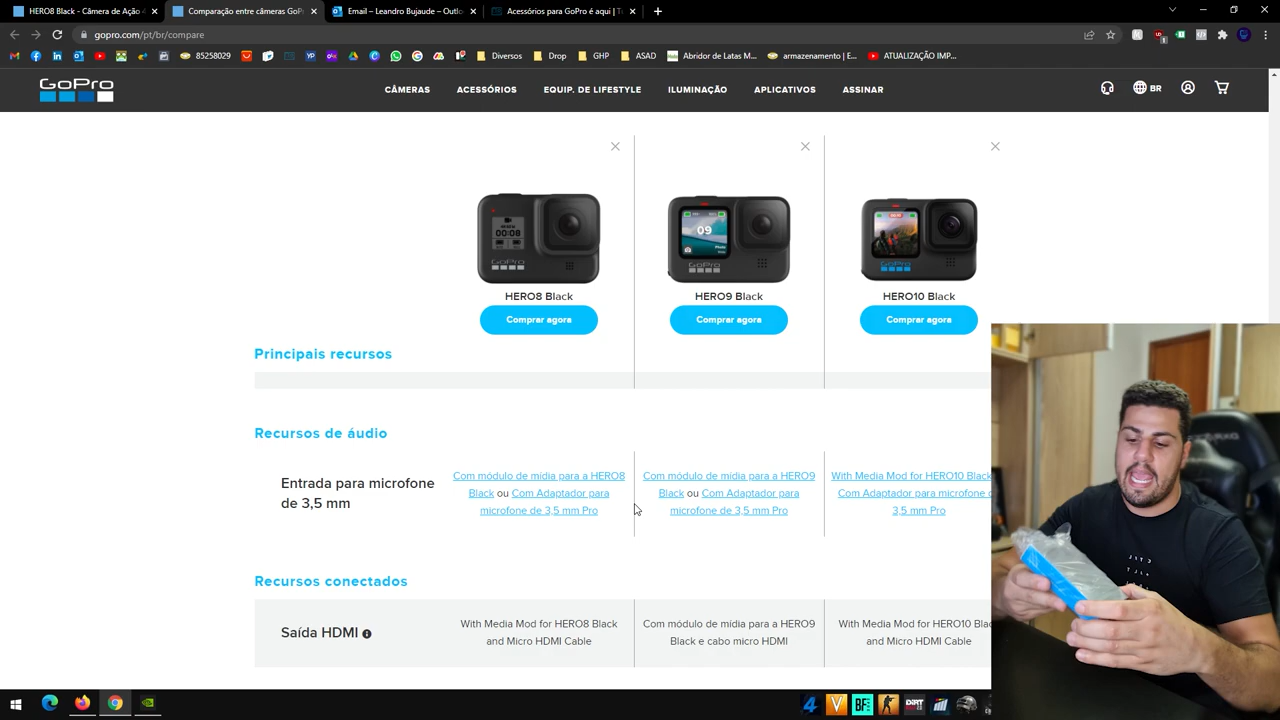 HERO8 Black - Câmera de Ação 4
Comparação entre câmeras GoP
Email – Leandro Bujaude – Outlo
Acessórios para GoPro é aqui | T
gopro.com/pt/br/compare
85258029
Diversos
Drop
GHP
ASAD
Abridor de Latas M...
armazenamento | E...
ATUALIZAÇÃO IMP...
GoPro
CÂMERAS
ACESSÓRIOS
EQUIP. DE LIFESTYLE
ILUMINAÇÃO
APLICATIVOS
ASSINAR
BR
HERO8 Black
HERO9 Black
HERO10 Black
Comprar agora
Comprar agora
Comprar agora
Principais recursos
Recursos de áudio
Entrada para microfone
de 3,5 mm
Com módulo de mídia para a HERO8
Black ou Com Adaptador para
microfone de 3,5 mm Pro
Com módulo de mídia para a HERO9
Black ou Com Adaptador para
microfone de 3,5 mm Pro
With Media Mod for HERO10 Black
Com Adaptador para microfone
3,5 mm Pro
Recursos conectados
Saída HDMI
With Media Mod for HERO8 Black
and Micro HDMI Cable
Com módulo de mídia para a HERO9
Black e cabo micro HDMI
With Media Mod for HERO10 Blac
and Micro HDMI Cable